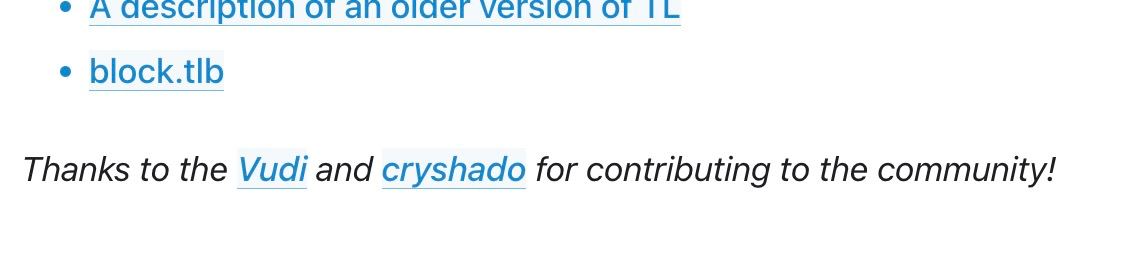 A description of an older version of TL
block.tlb
Thanks to the Vudi and cryshado for contributing to the community!